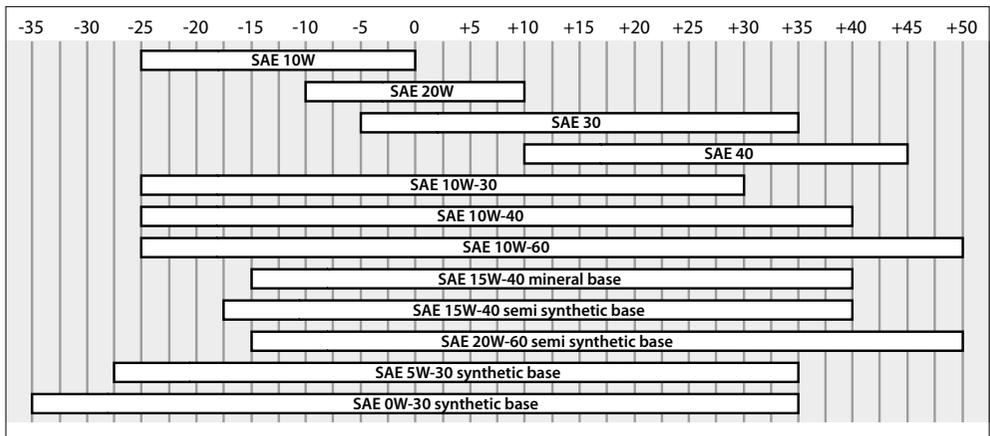 -35 -30 -25 -20 -15 -10 -5 0 +5 +10 +15 +20 +25 +30 +35 +40 +45 +50
SAE 10W
SAE 20W
SAE 30
SAE 40
SAE 10W-30
SAE 10W-40
SAE 10W-60
SAE 15W-40 mineral base
SAE 15W-40 semi synthetic base
SAE 20W-60 semi synthetic base
SAE 5W-30 synthetic base
SAE 0W-30 synthetic base